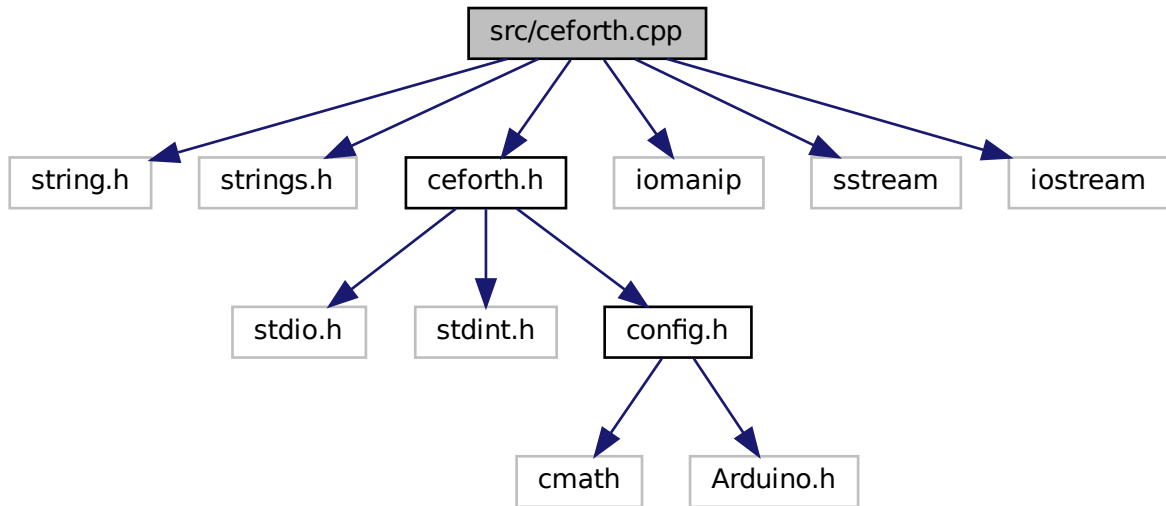 src/ceforth.cpp
string.h
strings.h
ceforth.h
iomanip
sstream
iostream
stdio.h
stdint.h
config.h
cmath
Arduino.h